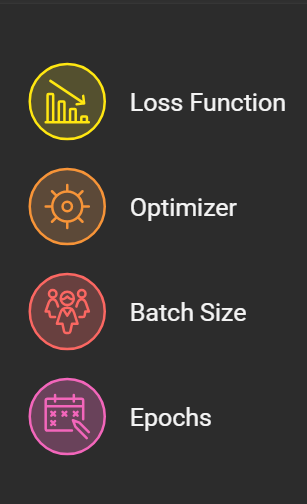 Loss Function
Optimizer
Batch Size
Epochs